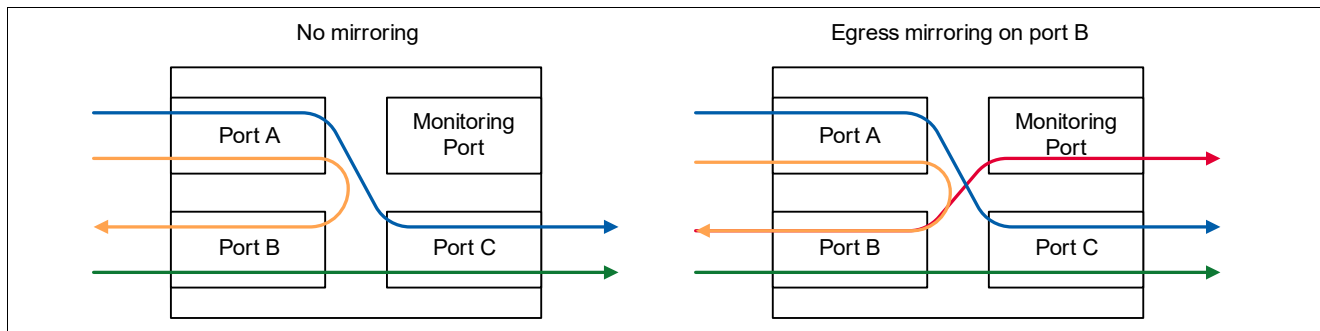 No mirroring
Port A
Monitoring
Port
Port B
Port C
Egress mirroring on port B
Port A
Monitoring
Port
Port B
Port C